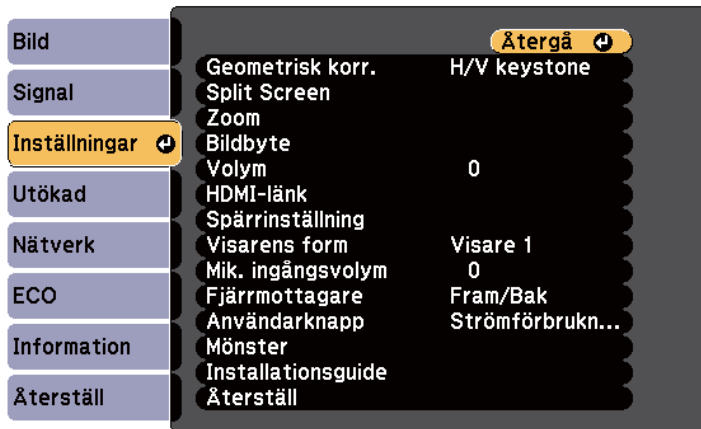 Bild
Signal
Inställningar
Utökad
Nätverk
ECO
Information
Återställ
Återgå
Geometrisk korr. H/V keystone
Split Screen
Zoom
Bildbyte
Volym 0
HDMI-länk
Spärrinställning
Visarens form Visare 1
Mik. ingångsvolym 0
Fjärrmottagare Fram/Bak
Användarknapp Strömförbrukn...
Mönster
Installationsguide
Återställ